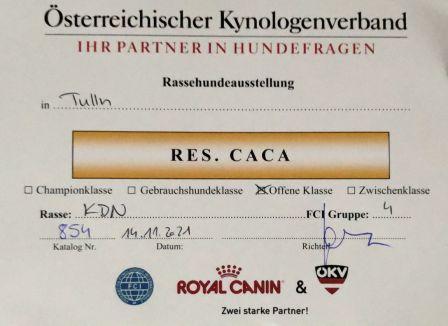 Österreichischer Kynologenverband
IHR PARTNER IN HUNDEFRAGEN
Rassehundeausstellung
in Tulln
RES. CACA
☐ Championklasse ☐ Gebrauchshundeklasse ☒ Offene Klasse ☐ Zwischenklasse
Rasse: KDN FCI Gruppe: 4
854 14.11.2021
Katalog Nr. Datum: Richter
FCI ROYAL CANIN & ÖKV
Zwei starke Partner!